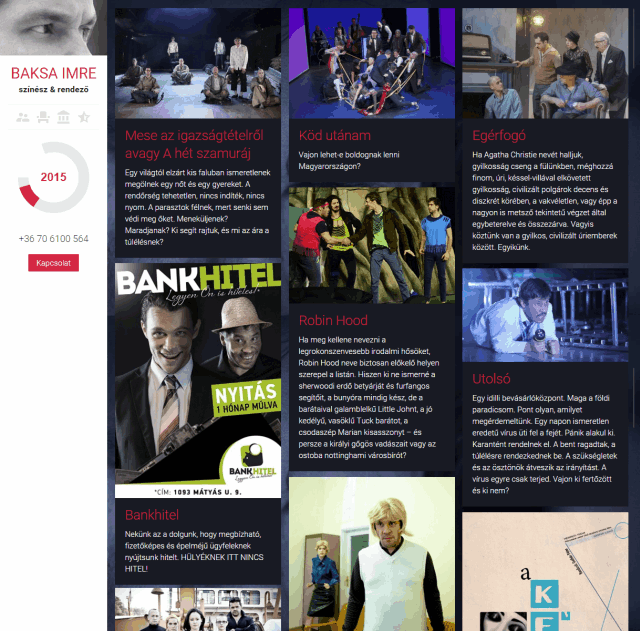 BAKSA IMRE
színész & rendező
2015
+36 70 6100 564
Kapcsolat
Mese az igazságtételről
avagy A hét szamuráj
Egy világtól elzárt kis faluban ismeretlenek
megölnek egy nőt és egy gyereket. A
rendőrség tehetetlen, nincs indíték, nincs
nyom. A parasztok félnek, mert senki sem
védi meg őket. Meneküljenek?
Maradjanak? Ki segít rajtuk, és mi az ára a
túlélésnek?
BANKHITEL
Legyen Ön is hiteles!*
NYITÁS
1 HÓNAP MÚLVA
BANKHITEL
*CÍM: 1093 MÁTYÁS U. 9.
Bankhitel
Nekünk az a dolgunk, hogy megbízható,
fizetőképes és épelméjű ügyfeleknek
nyújtsunk hitelt. HÜLYÉKNEK ITT NINCS
HITEL!
Köd utánam
Vajon lehet-e boldognak lenni
Magyarországon?
Robin Hood
Ha meg kellene nevezni a
legrokonszenvesebb irodalmi hősöket,
Robin Hood neve biztosan előkelő helyen
szerepel a listán. Hiszen ki ne ismerné a
sherwoodi erdő betyárját és furfangos
segítőit, a bunyóra mindig kész, de a
barátaival galamblelkű Little Johnt, a jó
kedélyű, vasöklű Tuck barátot, a
csodaszép Marian kisasszonyt – és
persze a királyi gőgös vadászait vagy az
ostoba nottinghami városbírót?
Egérfogó
Ha Agatha Christie nevét halljuk,
gyilkosság cseng a fülünkben, méghozzá
finom, úri, késsel-villával elkövetett
gyilkosság, civilizált polgárok decens és
diszkrét körében, a vakvéletlen, vagy épp a
nagyon is metsző tekintetű végzet által
egybeterelve és összezárva. Vagyis
köztünk van a gyilkos, civilizált úriemberek
között. Egyikünk.
Utolsó
Egy idilli bevásárlóközpont. Maga a földi
paradicsom. Pont olyan, amilyet
megérdemeltünk. Egy napon ismeretlen
eredetű vírus üti fel a fejét. Pánik alakul ki.
Karantént rendelnek el. A bent ragadtak, a
túlélésre rendezkednek be. A szükségletek
és az ösztönök átveszik az irányítást. A
vírus egyre csak terjed. Vajon ki fertőzött
és ki nem?
a
K